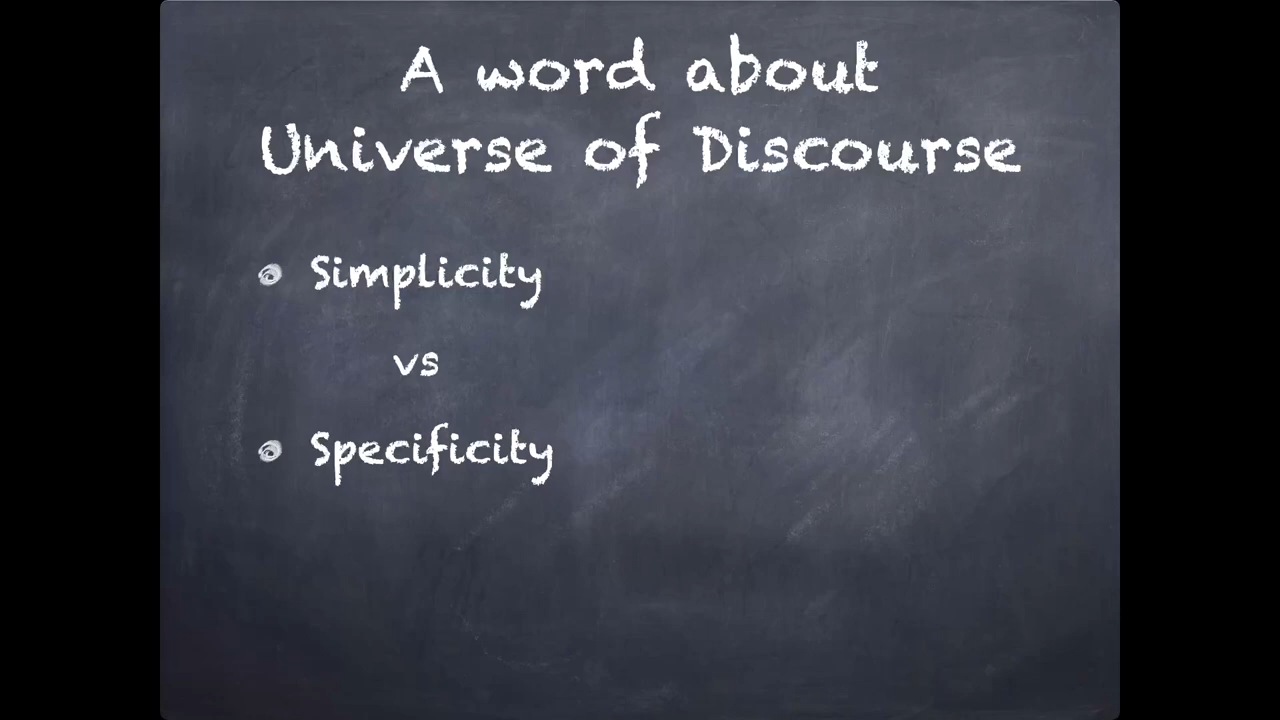 A word about
Universe of Discourse
Simplicity
vs
Specificity